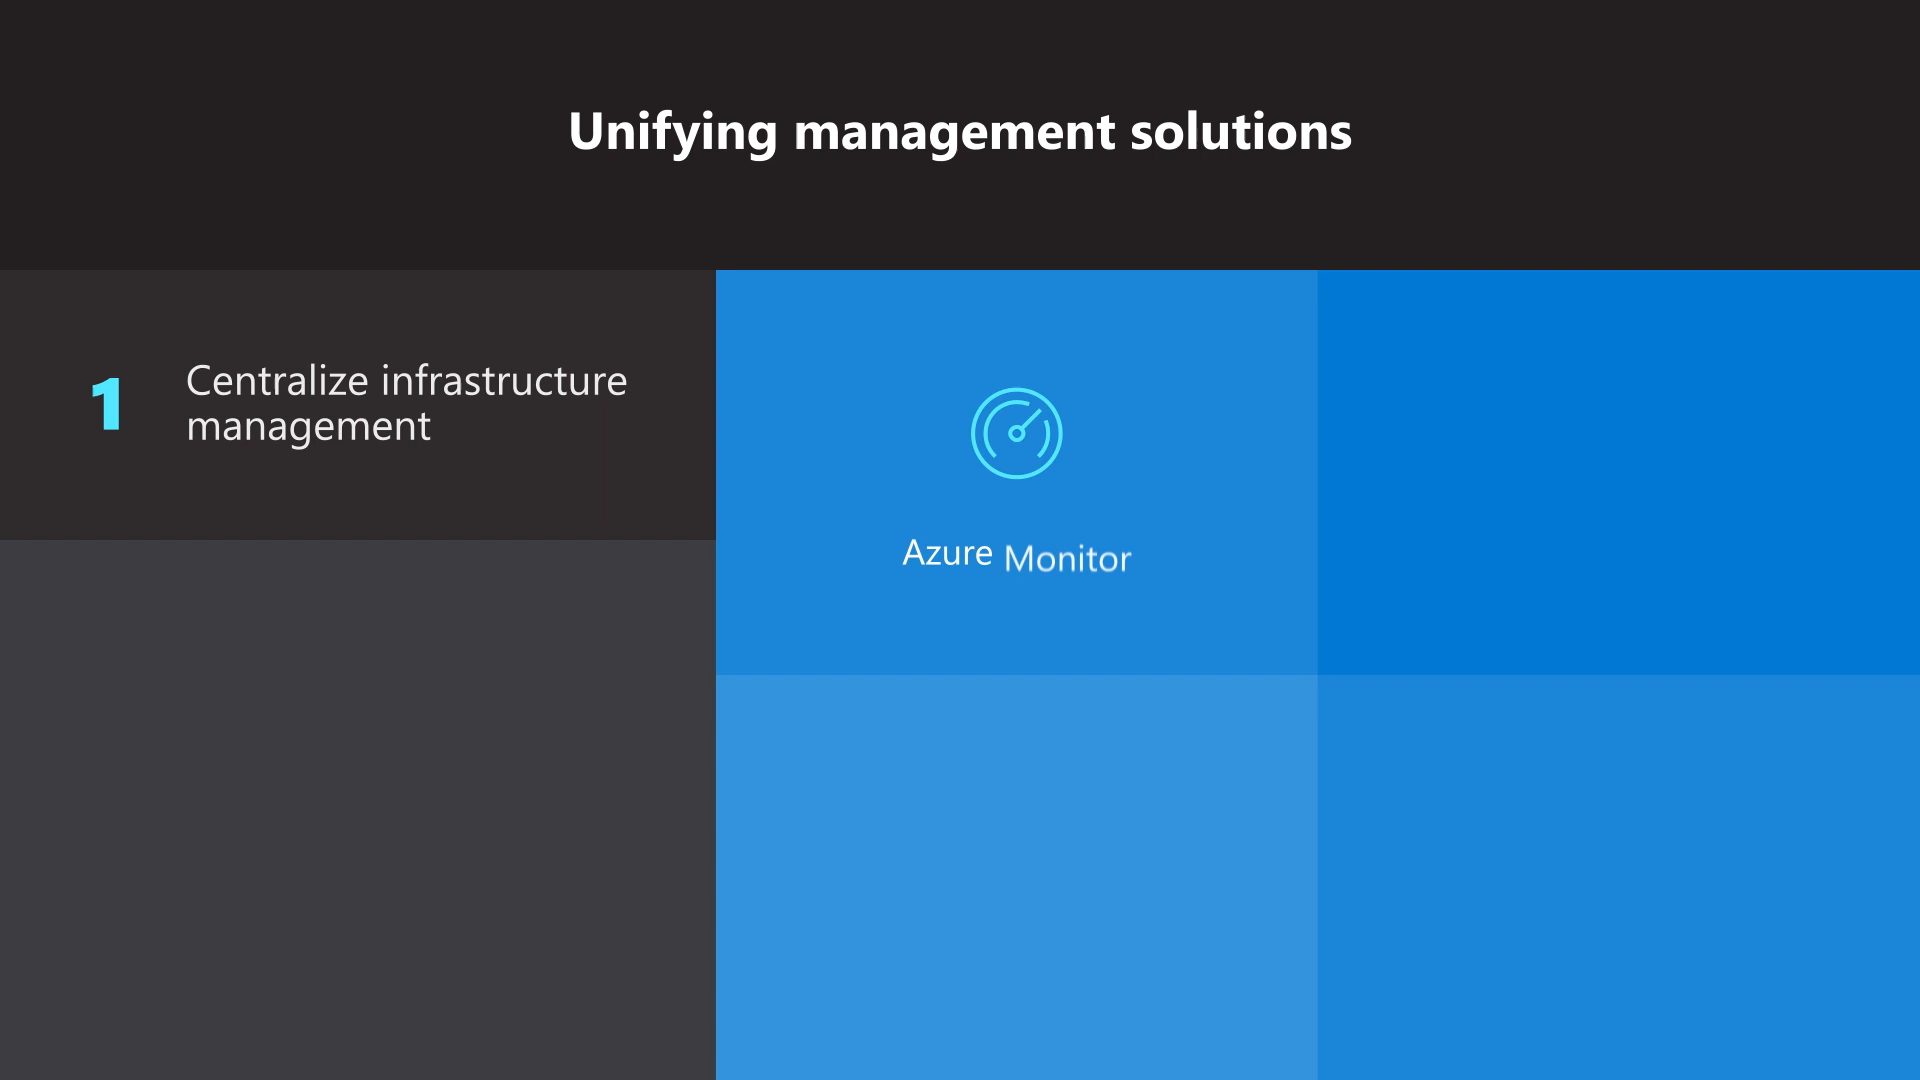 Unifying management solutions
1
Centralize infrastructure
management
Azure Monitor